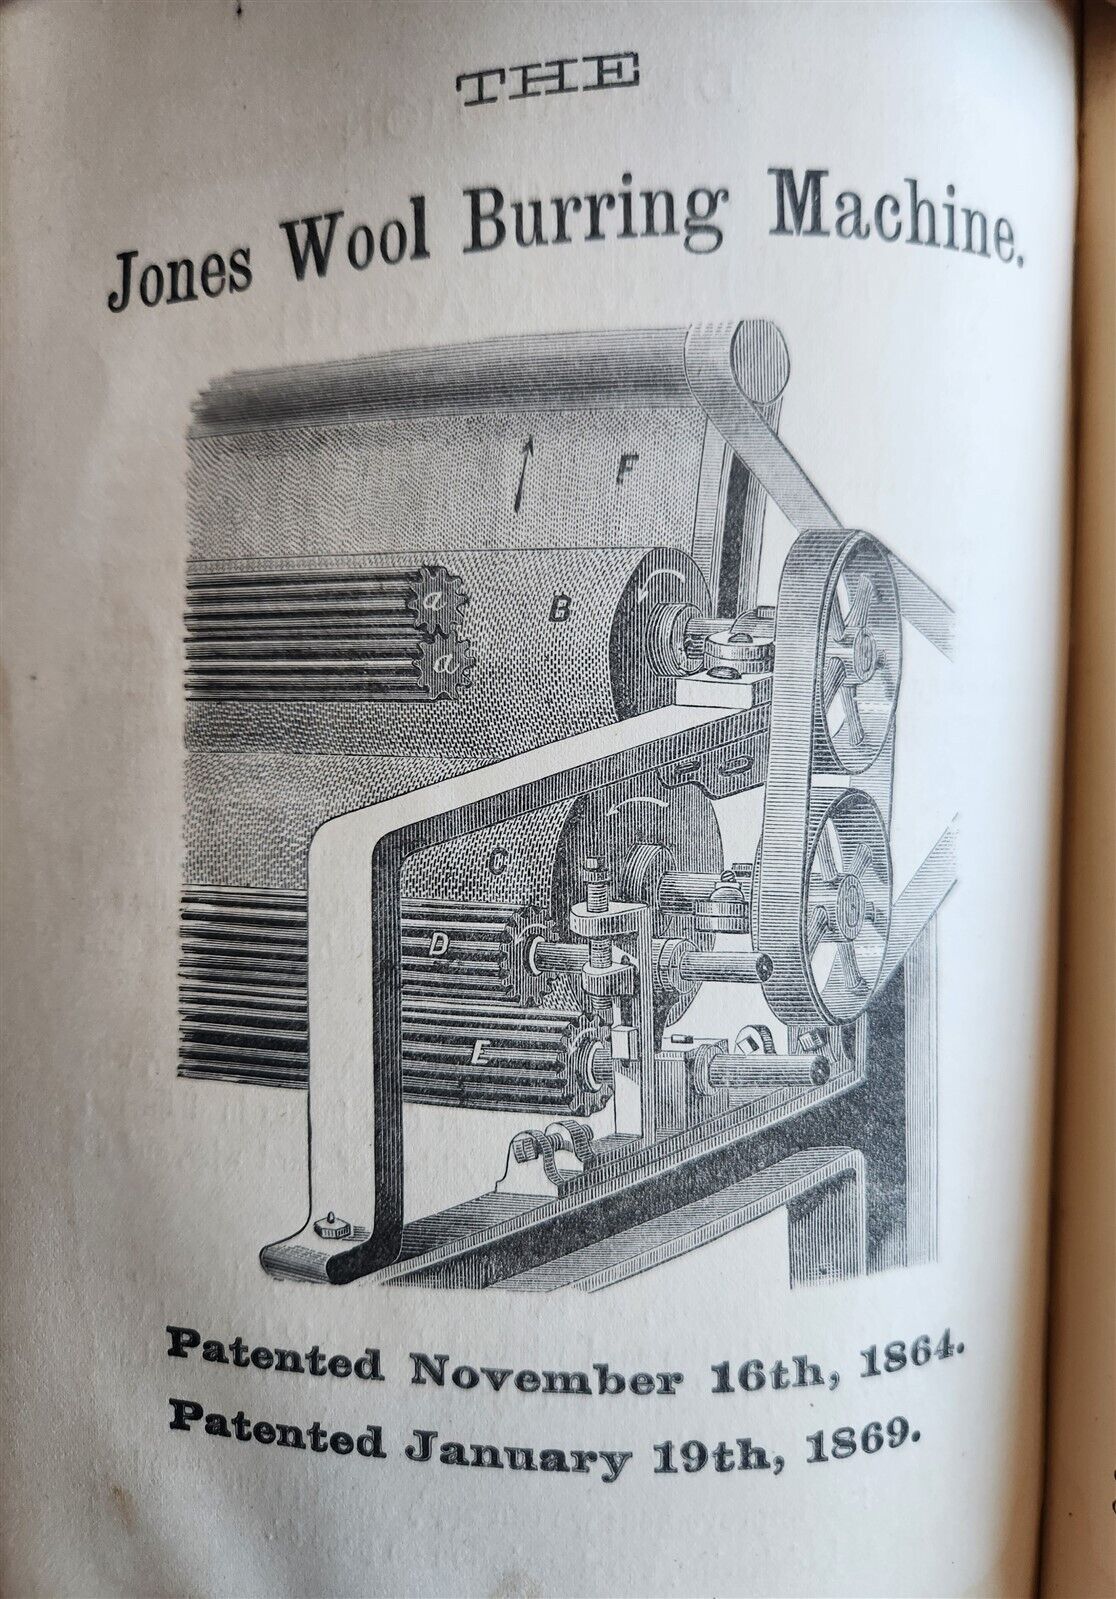 THE
Jones Wool Burring Machine.
F
a
B
a
C
D
E
Patented November 16th, 1864.
Patented January 19th, 1869.